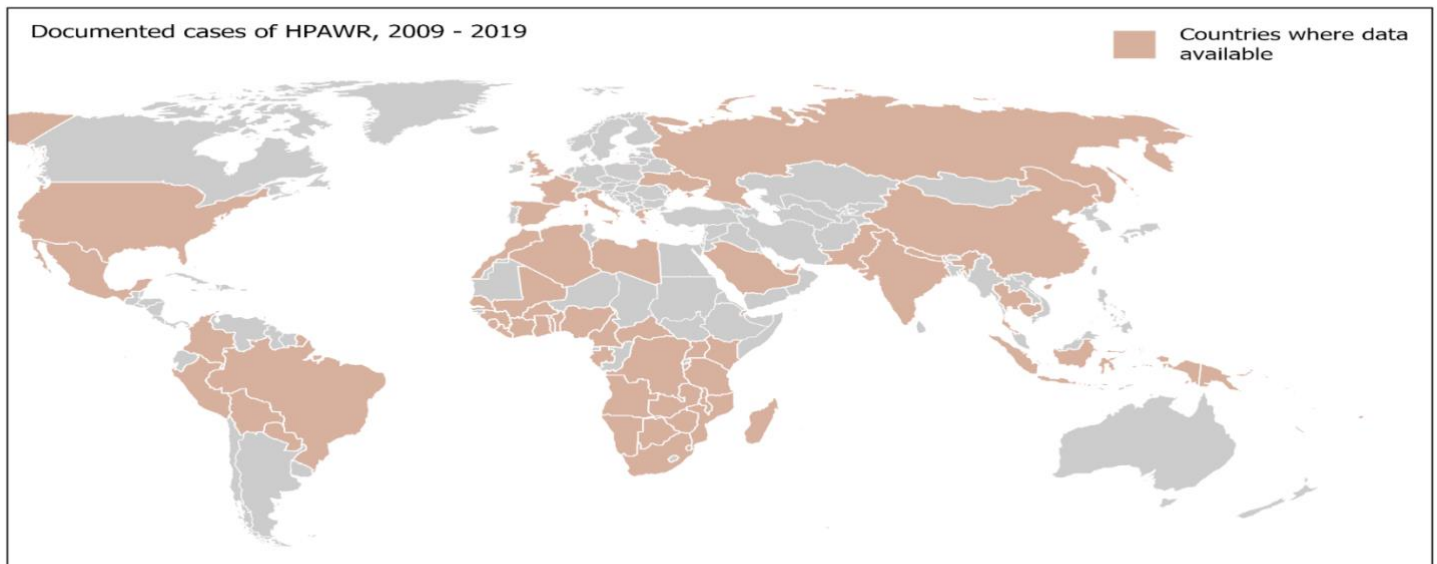 Documented cases of HPAWR, 2009 - 2019
Countries where data
available